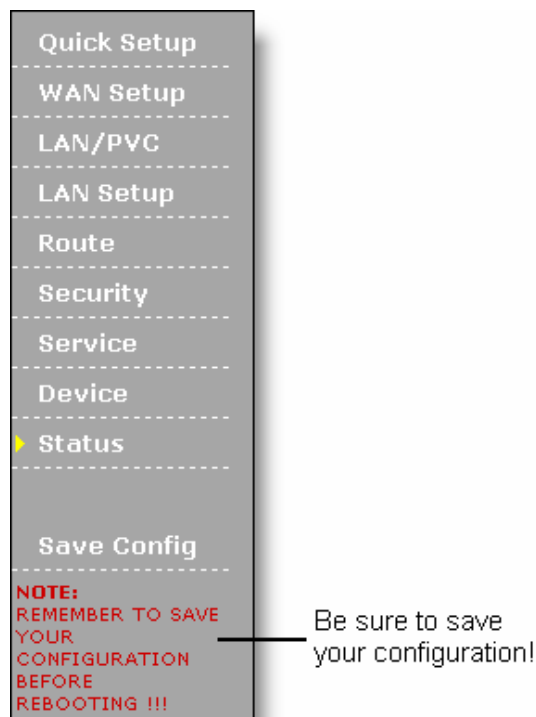 Quick Setup
WAN Setup
LAN/PVC
LAN Setup
Route
Security
Service
Device
Status
Save Config
NOTE:
REMEMBER TO SAVE
YOUR
CONFIGURATION
BEFORE
REBOOTING !!!
Be sure to save
your configuration!